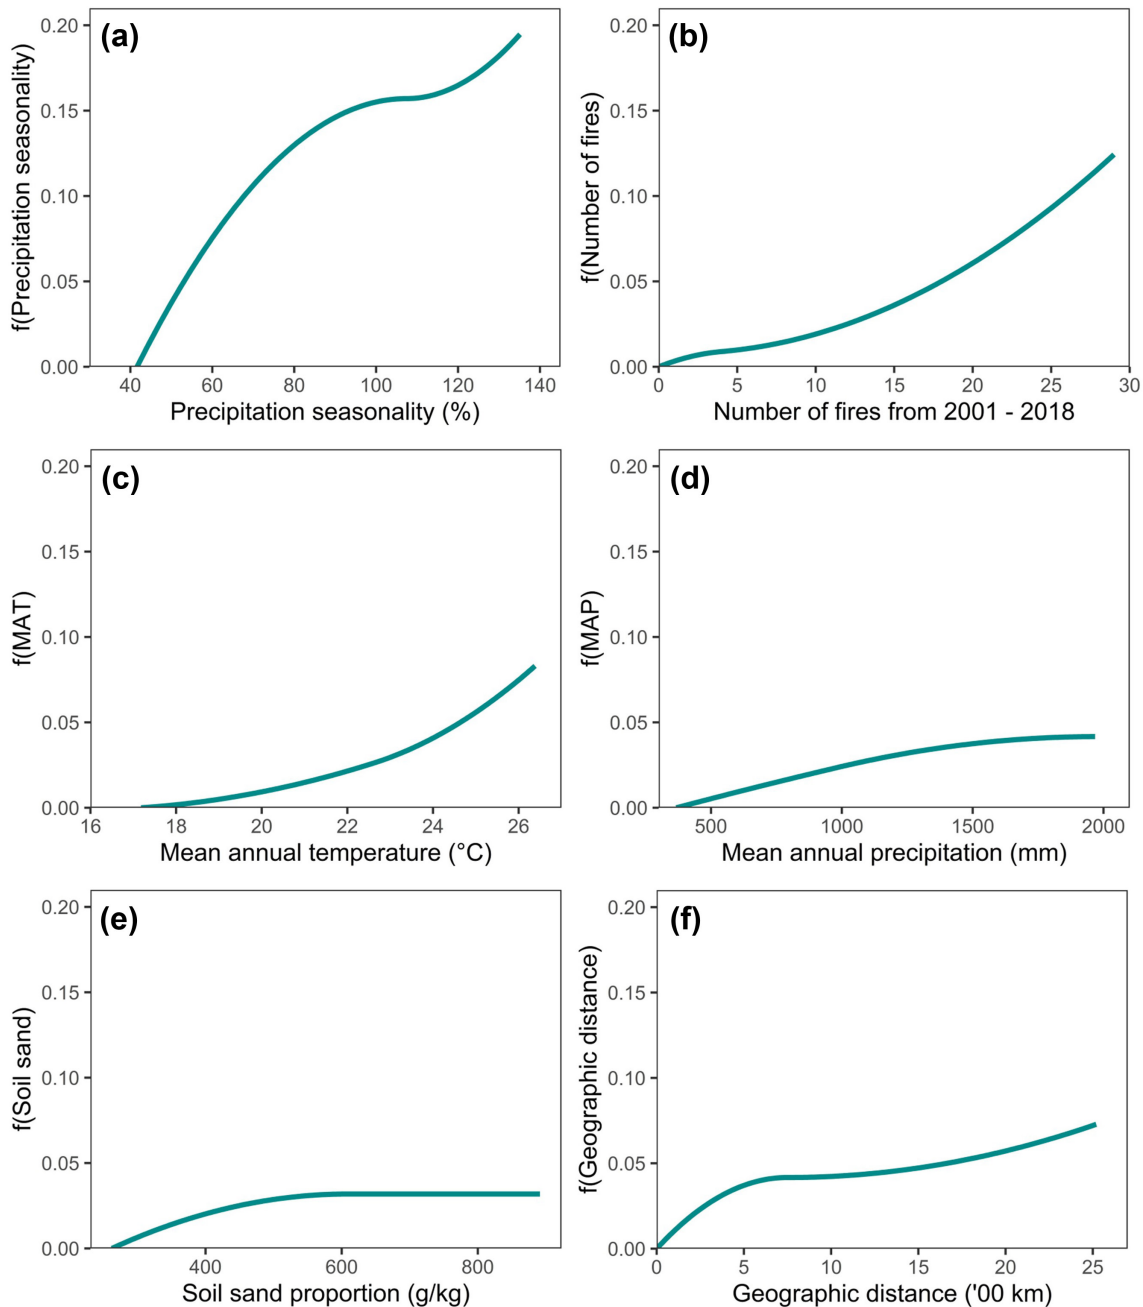 (a)
f(Precipitation seasonality)
0.20
0.15
0.10
0.05
0.00
40 60 80 100 120 140
Precipitation seasonality (%)
(b)
f(Number of fires)
0.20
0.15
0.10
0.05
0.00
0 5 10 15 20 25 30
Number of fires from 2001 - 2018
(c)
f(MAT)
0.20
0.15
0.10
0.05
0.00
16 18 20 22 24 26
Mean annual temperature (°C)
(d)
f(MAP)
0.20
0.15
0.10
0.05
0.00
500 1000 1500 2000
Mean annual precipitation (mm)
(e)
f(Soil sand)
0.20
0.15
0.10
0.05
0.00
400 600 800
Soil sand proportion (g/kg)
(f)
f(Geographic distance)
0.20
0.15
0.10
0.05
0.00
0 5 10 15 20 25
Geographic distance ('00 km)